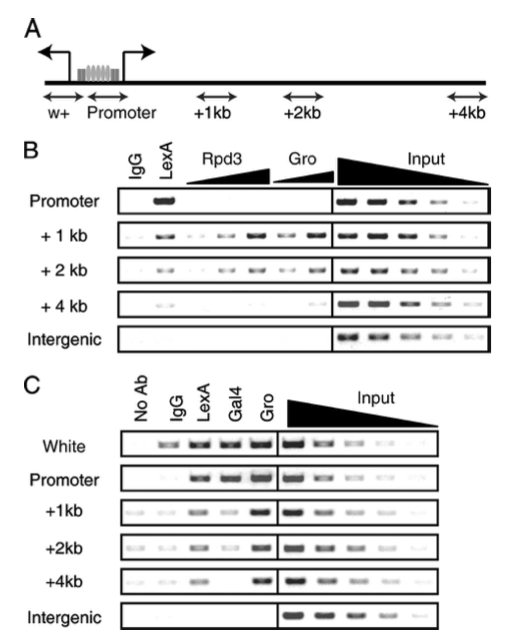 A
w+ Promoter +1kb +2kb +4kb
B
IgG LexA Rpd3 Gro Input
Promoter
+ 1 kb
+ 2 kb
+ 4 kb
Intergenic
C
No Ab IgG LexA Gal4 Gro Input
White
Promoter
+1kb
+2kb
+4kb
Intergenic